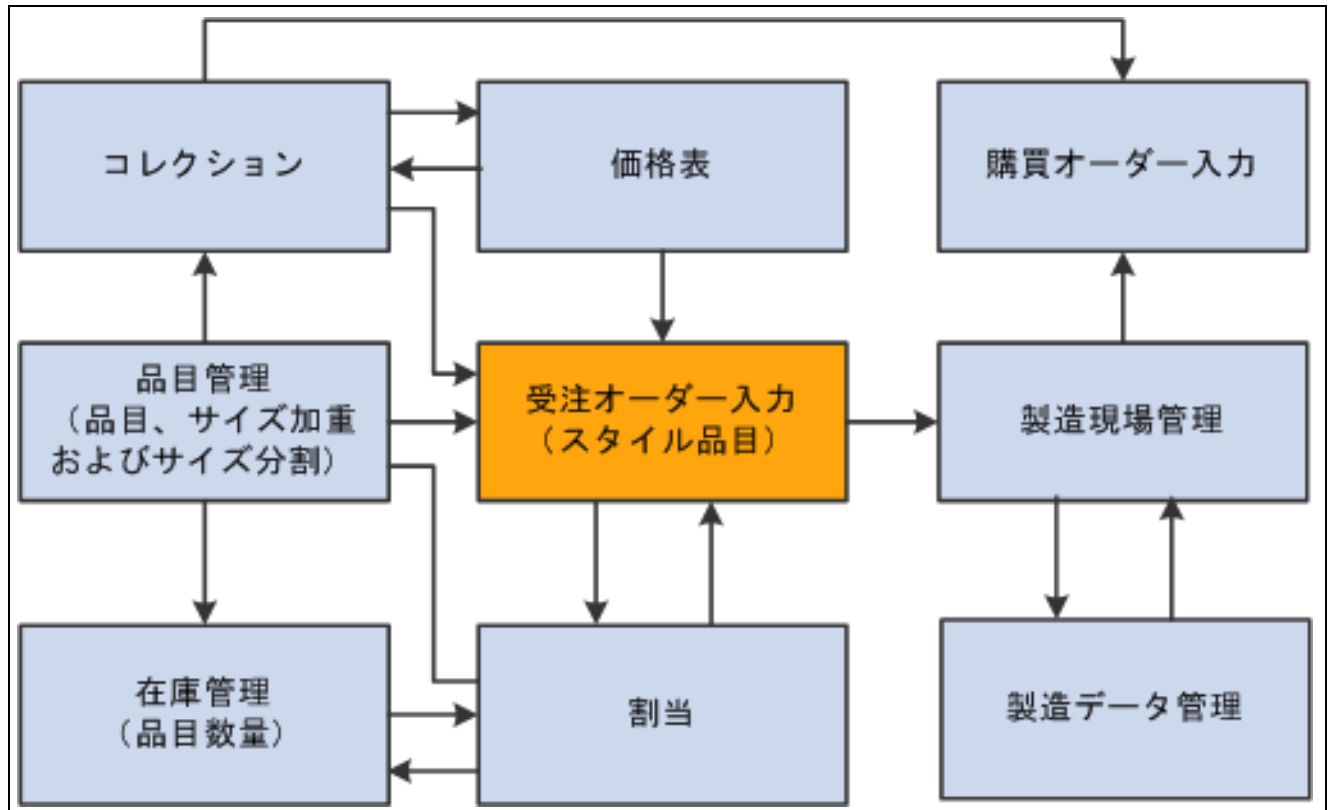 コレクション
価格表
購買オーダー入力
品目管理
（品目、サイズ加重
およびサイズ分割）
受注オーダー入力
（スタイル品目）
製造現場管理
在庫管理
（品目数量）
割当
製造データ管理